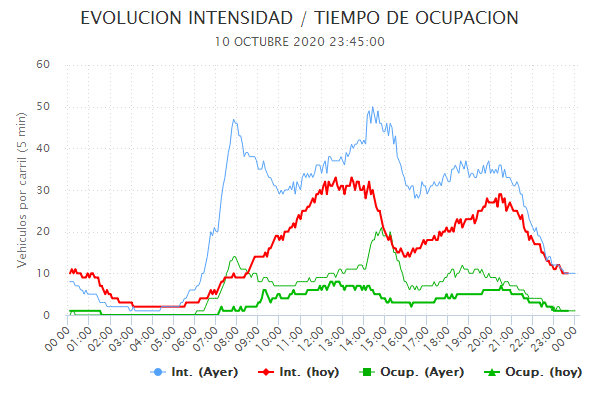 EVOLUCION INTENSIDAD / TIEMPO DE OCUPACION
10 OCTUBRE 2020 23:45:00
Vehiculos por carril (5 min)
60
50
40
30
20
10
0
00:00 01:00 02:00 03:00 04:00 05:00 06:00 07:00 08:00 09:00 10:00 11:00 12:00 13:00 14:00 15:00 16:00 17:00 18:00 19:00 20:00 21:00 22:00 23:00 00:00
Int. (Ayer) Int. (hoy) Ocup. (Ayer) Ocup. (hoy)